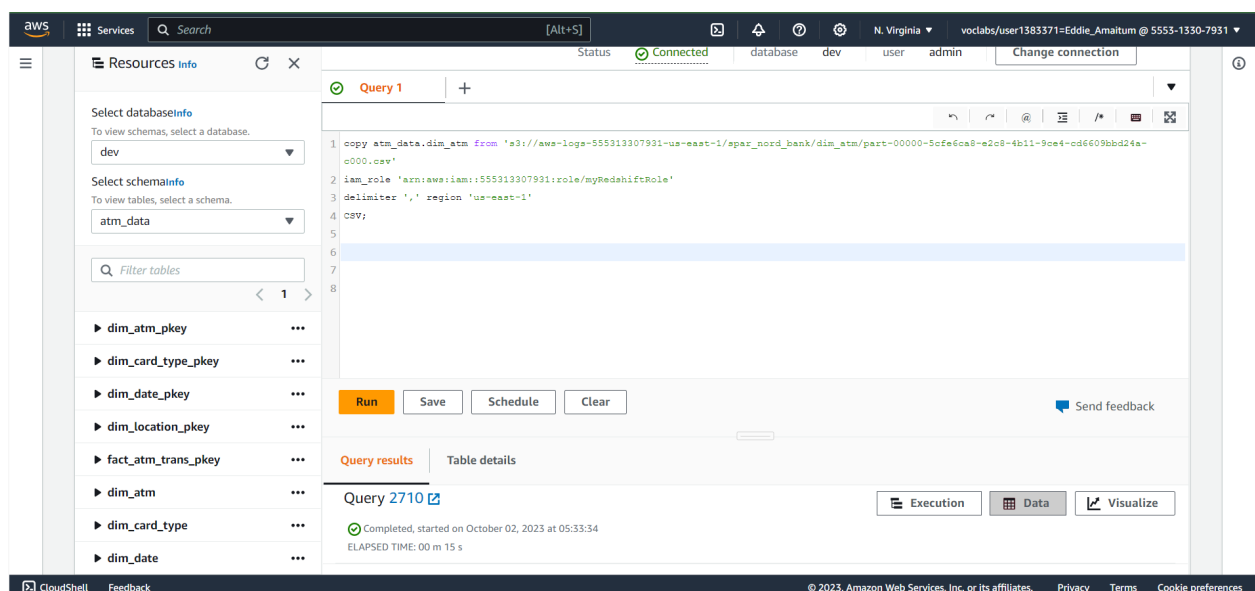 aws
Services
Search
[Alt+S]
N. Virginia ▼
voclabs/user1383371=Eddie_Amaitum @ 5553-1330-7931 ▼
Resources Info
Select databaseInfo
To view schemas, select a database.
dev
Select schemaInfo
To view tables, select a schema.
atm_data
Filter tables
1
dim_atm_pkey
dim_card_type_pkey
dim_date_pkey
dim_location_pkey
fact_atm_trans_pkey
dim_atm
dim_card_type
dim_date
Status
Connected
database
dev
user
admin
Change connection
Query 1
+
@
/*
1 copy atm_data.dim_atm from 's3://aws-logs-555313307931-us-east-1/spar_nord_bank/dim_atm/part-00000-5cfe6ca8-e2c8-4b11-9ce4-cd6609bbd24a-
c000.csv'
2 iam_role 'arn:aws:iam::555313307931:role/myRedshiftRole'
3 delimiter ',' region 'us-east-1'
4 CSV;
5
6
7
8
Run
Save
Schedule
Clear
Send feedback
Query results
Table details
Query 2710
Execution
Data
Visualize
Completed, started on October 02, 2023 at 05:33:34
ELAPSED TIME: 00 m 15 s
CloudShell
Feedback
© 2023, Amazon Web Services, Inc. or its affiliates.
Privacy
Terms
Cookie preferences